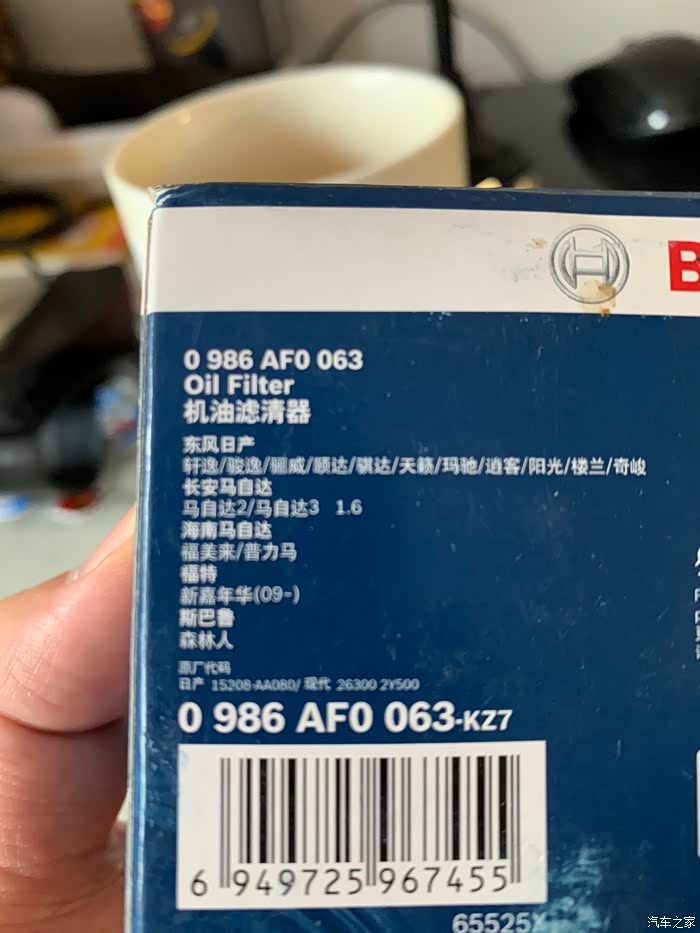 B
0 986 AF0 063
Oil Filter
机油滤清器
东风日产
轩逸/骏逸/骊威/颐达/骐达/天籁/玛驰/逍客/阳光/楼兰/奇峻
长安马自达
马自达2/马自达3 1.6
海南马自达
福美来/普力马
福特
新嘉年华(09-)
斯巴鲁
森林人
原厂代码
日产 15208-AA080/ 现代 26300 2Y500
0 986 AF0 063-KZ7
6 949725 967455
65525X
汽车之家